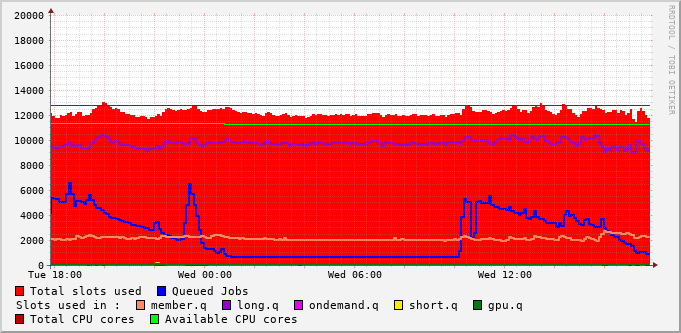 20000
18000
16000
14000
12000
10000
8000
6000
4000
2000
0
Tue 18:00 Wed 00:00 Wed 06:00 Wed 12:00
Total slots used Queued Jobs
Slots used in : member.q long.q ondemand.q short.q gpu.q
Total CPU cores Available CPU cores
RRDTOOL / TOBI OETIKER